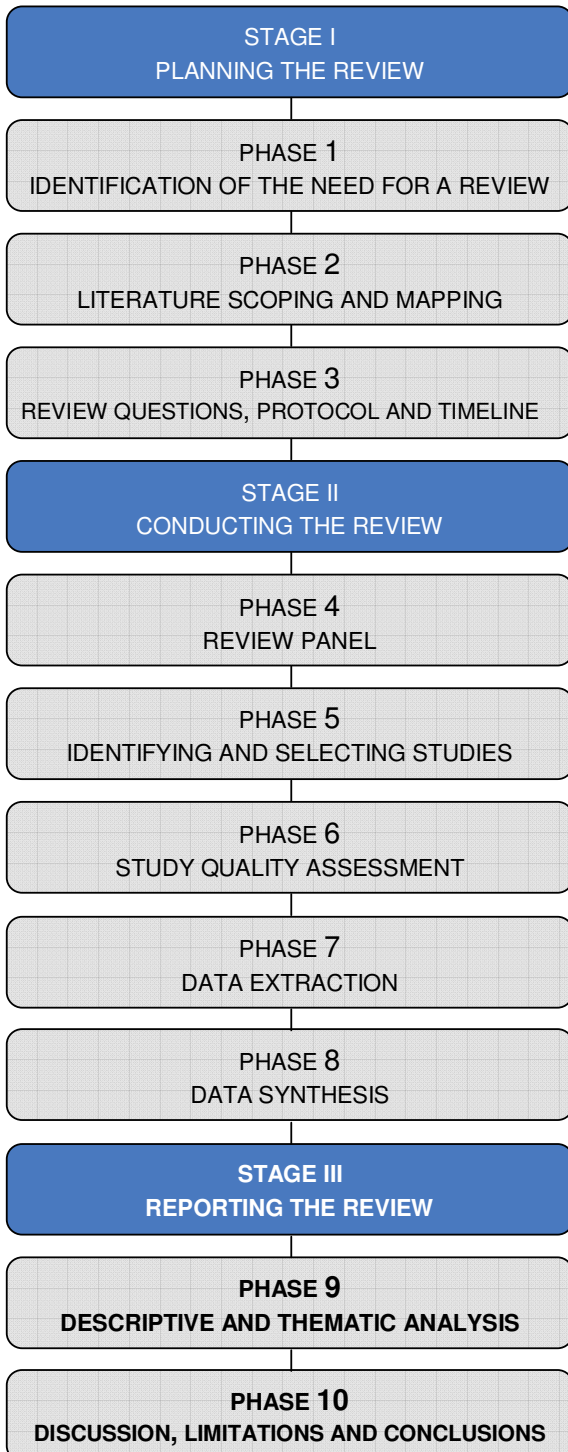 STAGE I
PLANNING THE REVIEW
PHASE 1
IDENTIFICATION OF THE NEED FOR A REVIEW
PHASE 2
LITERATURE SCOPING AND MAPPING
PHASE 3
REVIEW QUESTIONS, PROTOCOL AND TIMELINE
STAGE II
CONDUCTING THE REVIEW
PHASE 4
REVIEW PANEL
PHASE 5
IDENTIFYING AND SELECTING STUDIES
PHASE 6
STUDY QUALITY ASSESSMENT
PHASE 7
DATA EXTRACTION
PHASE 8
DATA SYNTHESIS
STAGE III
REPORTING THE REVIEW
PHASE 9
DESCRIPTIVE AND THEMATIC ANALYSIS
PHASE 10
DISCUSSION, LIMITATIONS AND CONCLUSIONS